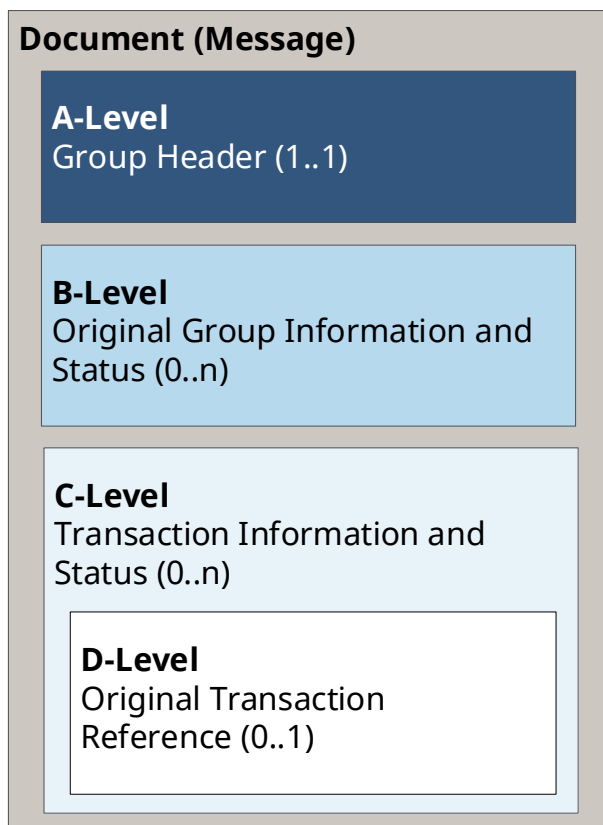 Document (Message)
A-Level
Group Header (1..1)
B-Level
Original Group Information and
Status (0..n)
C-Level
Transaction Information and
Status (0..n)
D-Level
Original Transaction
Reference (0..1)